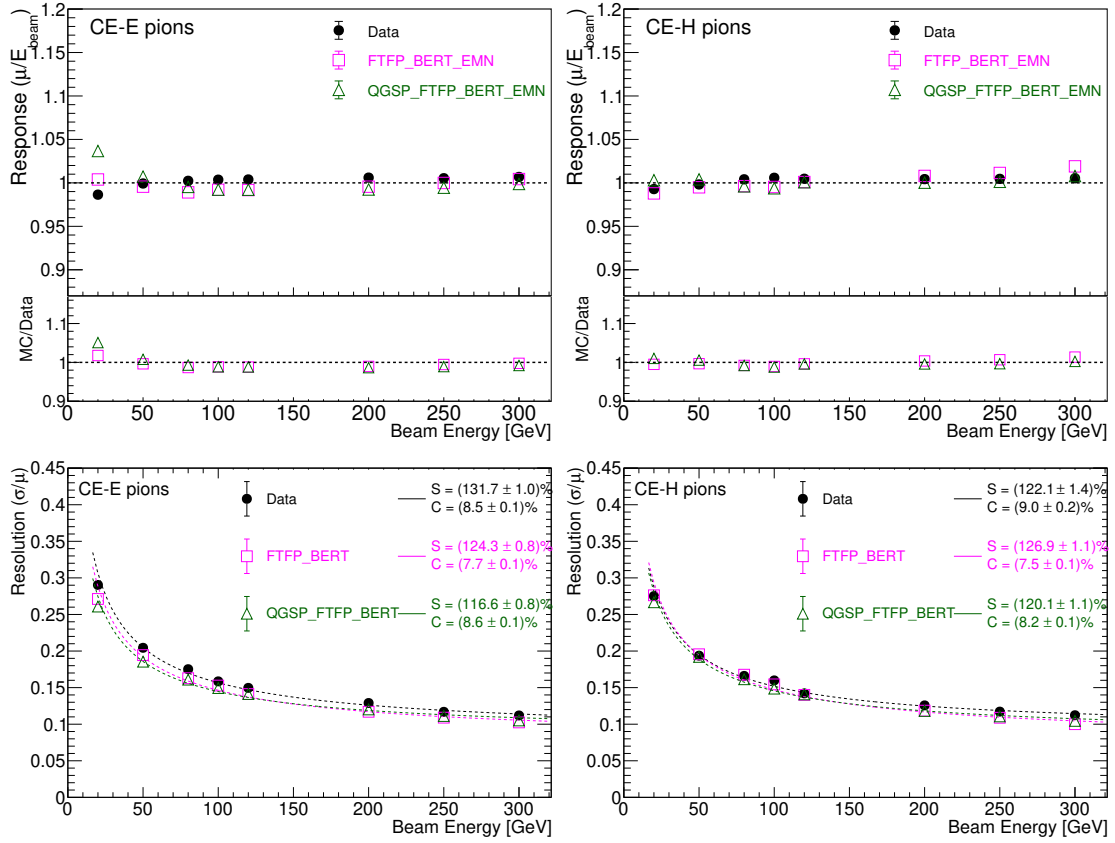 CE-E pions
Data
FTFP_BERT_EMN
QGSP_FTFP_BERT_EMN
Response (μ/E_beam)
1.2
1.15
1.1
1.05
1
0.95
0.9
MC/Data
1.1
1
0.9
0 50 100 150 200 250 300
Beam Energy [GeV]
CE-H pions
Data
FTFP_BERT_EMN
QGSP_FTFP_BERT_EMN
Response (μ/E_beam)
1.2
1.15
1.1
1.05
1
0.95
0.9
MC/Data
1.1
1
0.9
0 50 100 150 200 250 300
Beam Energy [GeV]
CE-E pions
Data
S = (131.7 ± 1.0)%
C = (8.5 ± 0.1)%
FTFP_BERT
S = (124.3 ± 0.8)%
C = (7.7 ± 0.1)%
QGSP_FTFP_BERT
S = (116.6 ± 0.8)%
C = (8.6 ± 0.1)%
Resolution (σ/μ)
0.45
0.4
0.35
0.3
0.25
0.2
0.15
0.1
0.05
0
0 50 100 150 200 250 300
Beam Energy [GeV]
CE-H pions
Data
S = (122.1 ± 1.4)%
C = (9.0 ± 0.2)%
FTFP_BERT
S = (126.9 ± 1.1)%
C = (7.5 ± 0.1)%
QGSP_FTFP_BERT
S = (120.1 ± 1.1)%
C = (8.2 ± 0.1)%
Resolution (σ/μ)
0.45
0.4
0.35
0.3
0.25
0.2
0.15
0.1
0.05
0
0 50 100 150 200 250 300
Beam Energy [GeV]